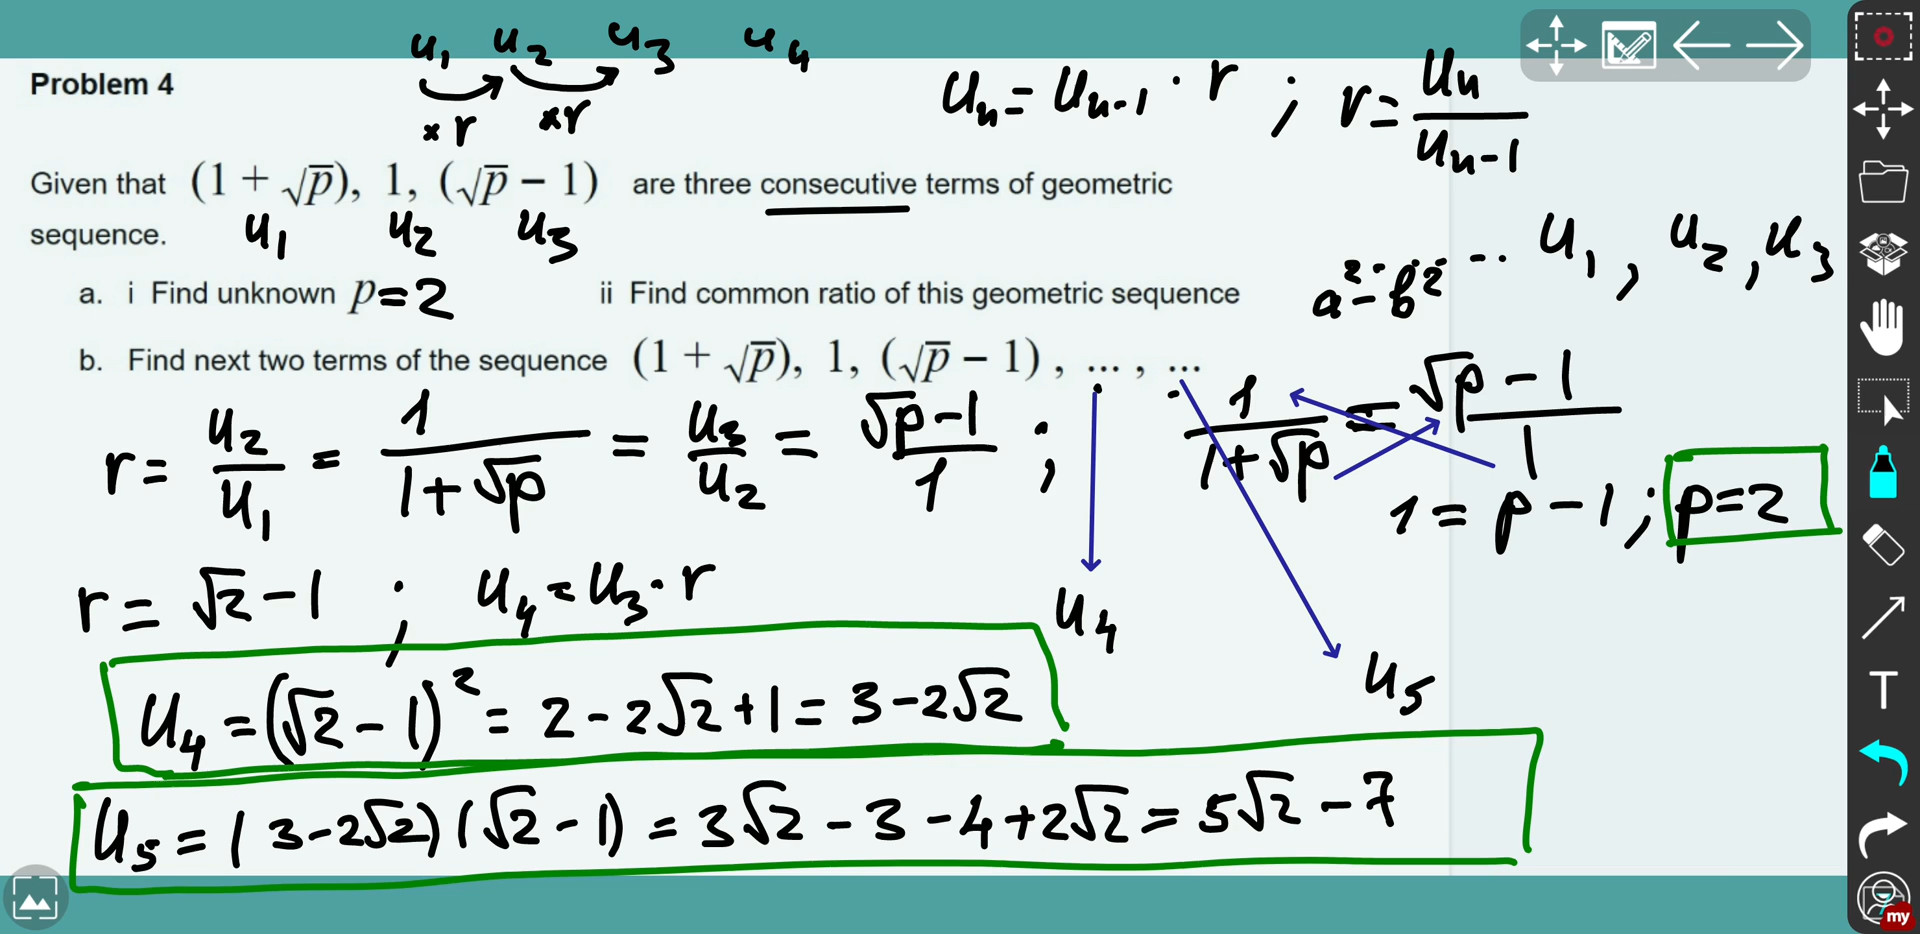 u₁ u₂ u₃ u₄
× r ×r
uₙ = uₙ₋₁ · r ; r = uₙ / uₙ₋₁
Problem 4
Given that (1 + √p), 1, (√p − 1) are three consecutive terms of geometric
sequence.
u₁ u₂ u₃
a² - b² ... u₁ , u₂ , u₃
a. i Find unknown p = 2 ii Find common ratio of this geometric sequence
b. Find next two terms of the sequence (1 + √p), 1, (√p − 1) , ... , ...
r = u₂ / u₁ = 1 / (1+√p) = u₃ / u₂ = (√p − 1) / 1 ; 1 / (1+√p) = (√p − 1) / 1
1 = p − 1 ; p = 2
r = √2 − 1 ; u₄ = u₃ · r
u₄
u₅
u₄ = (√2 − 1)² = 2 − 2√2 + 1 = 3 − 2√2
u₅ = ( 3 − 2√2) (√2 − 1) = 3√2 − 3 − 4 + 2√2 = 5√2 − 7
T
my